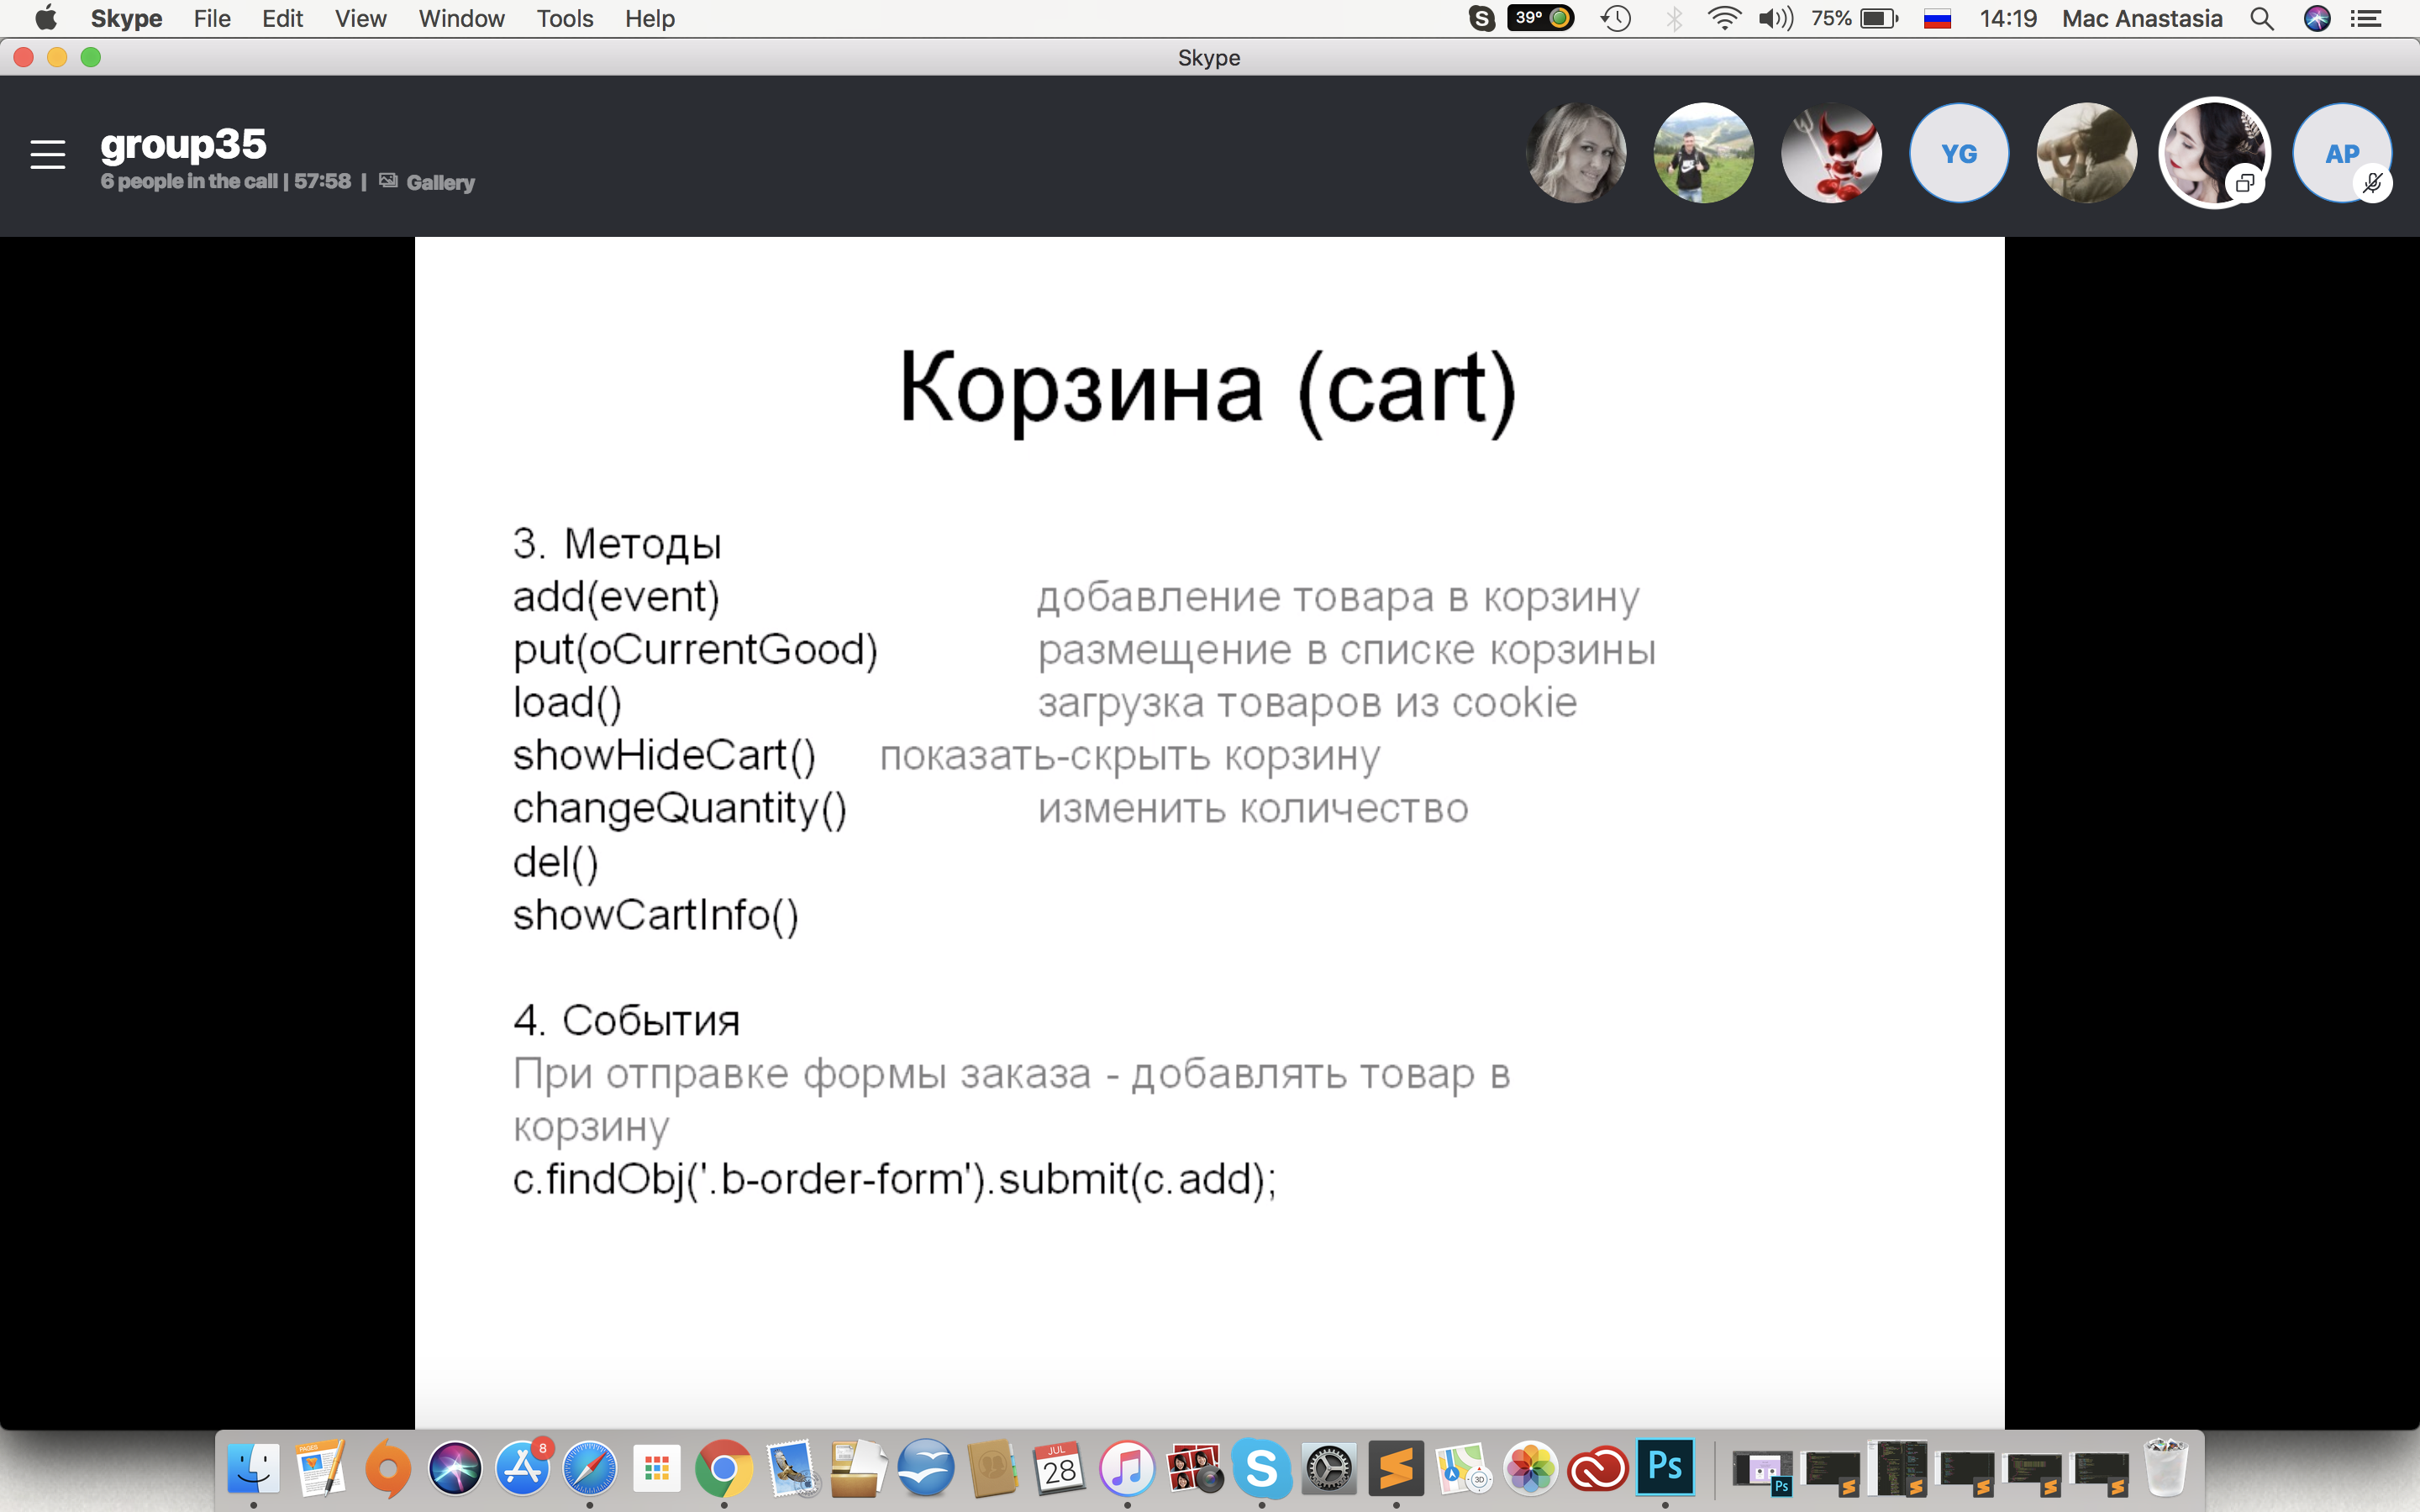 Skype File Edit View Window Tools Help 39° 75% 14:19 Mac Anastasia
Skype
group35
6 people in the call | 57:58 | Gallery
YG AP
Корзина (cart)
3. Методы
add(event) добавление товара в корзину
put(oCurrentGood) размещение в списке корзины
load() загрузка товаров из cookie
showHideCart() показать-скрыть корзину
changeQuantity() изменить количество
del()
showCartInfo()
4. События
При отправке формы заказа - добавлять товар в
корзину
c.findObj('.b-order-form').submit(c.add);
PAGES 8 JUL 28 3D Ps Ps